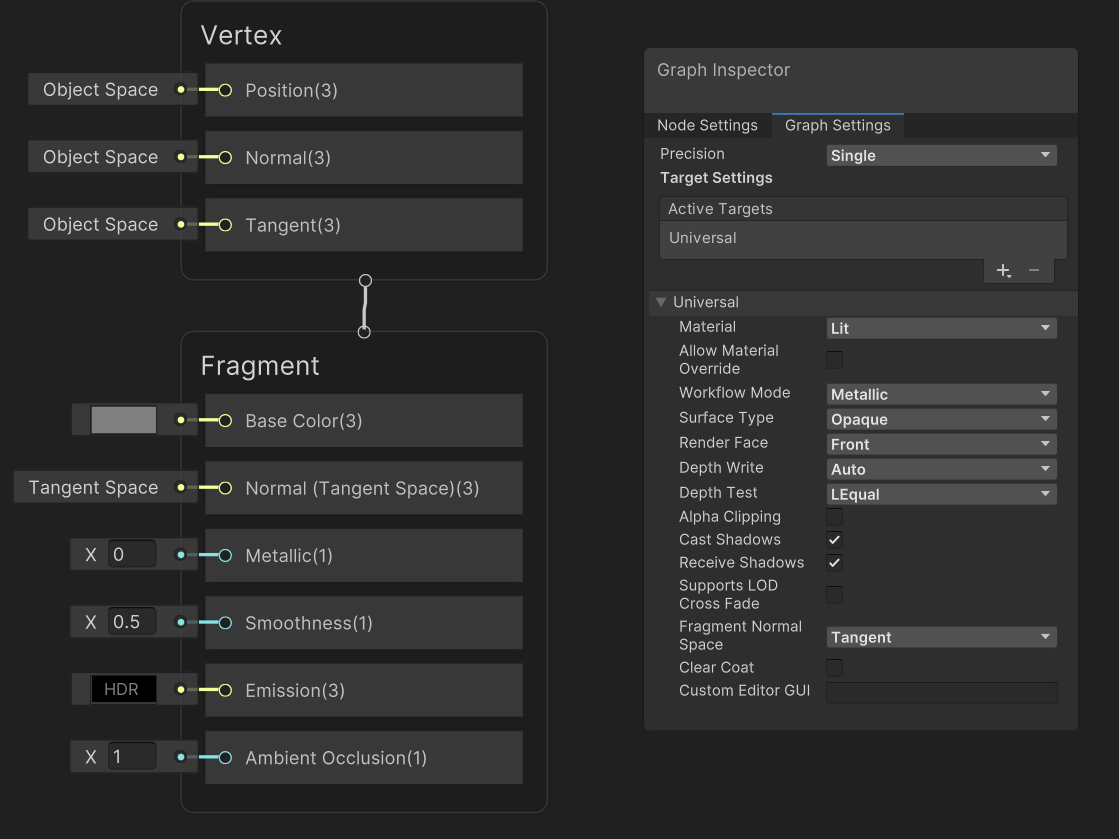 Vertex
Object Space
Position(3)
Object Space
Normal(3)
Object Space
Tangent(3)
Fragment
Base Color(3)
Tangent Space
Normal (Tangent Space)(3)
X 0
Metallic(1)
X 0.5
Smoothness(1)
HDR
Emission(3)
X 1
Ambient Occlusion(1)
Graph Inspector
Node Settings
Graph Settings
Precision
Single
Target Settings
Active Targets
Universal
Universal
Material
Lit
Allow Material
Override
Workflow Mode
Metallic
Surface Type
Opaque
Render Face
Front
Depth Write
Auto
Depth Test
LEqual
Alpha Clipping
Cast Shadows
Receive Shadows
Supports LOD
Cross Fade
Fragment Normal
Space
Tangent
Clear Coat
Custom Editor GUI